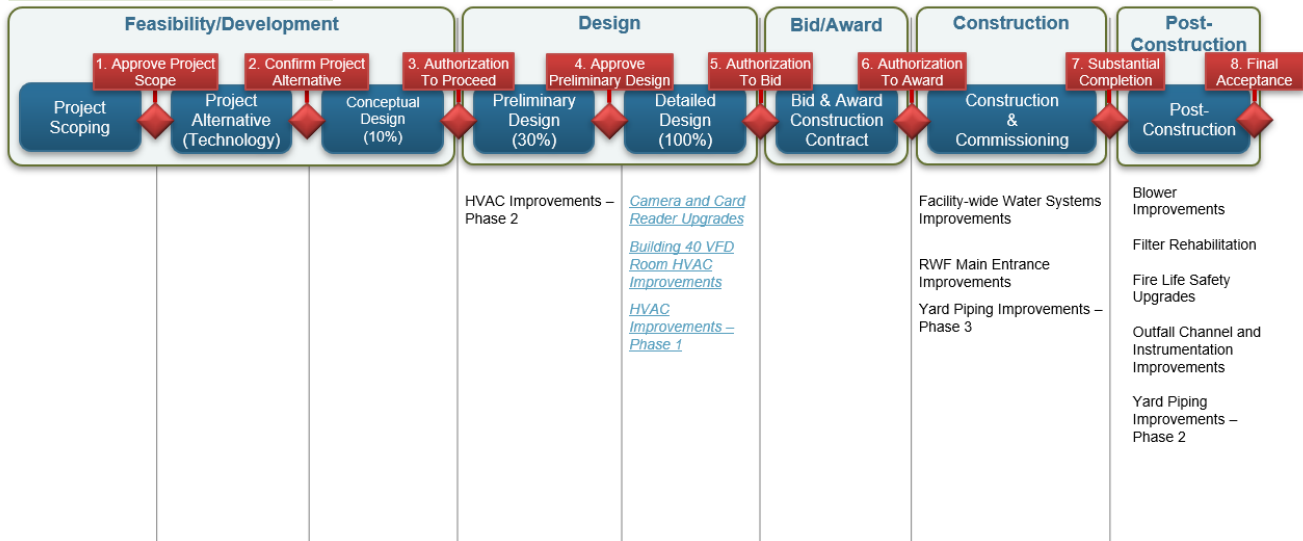 Feasibility/Development
Design
Bid/Award
Construction
Post-
Construction
1. Approve Project
Scope
2. Confirm Project
Alternative
3. Authorization
To Proceed
4. Approve
Preliminary Design
5. Authorization
To Bid
6. Authorization
To Award
7. Substantial
Completion
8. Final
Acceptance
Project
Scoping
Project
Alternative
(Technology)
Conceptual
Design
(10%)
Preliminary
Design
(30%)
Detailed
Design
(100%)
Bid & Award
Construction
Contract
Construction
&
Commissioning
Post-
Construction
HVAC Improvements –
Phase 2
Camera and Card
Reader Upgrades
Building 40 VFD
Room HVAC
Improvements
HVAC
Improvements –
Phase 1
Facility-wide Water Systems
Improvements
RWF Main Entrance
Improvements
Yard Piping Improvements –
Phase 3
Blower
Improvements
Filter Rehabilitation
Fire Life Safety
Upgrades
Outfall Channel and
Instrumentation
Improvements
Yard Piping
Improvements –
Phase 2